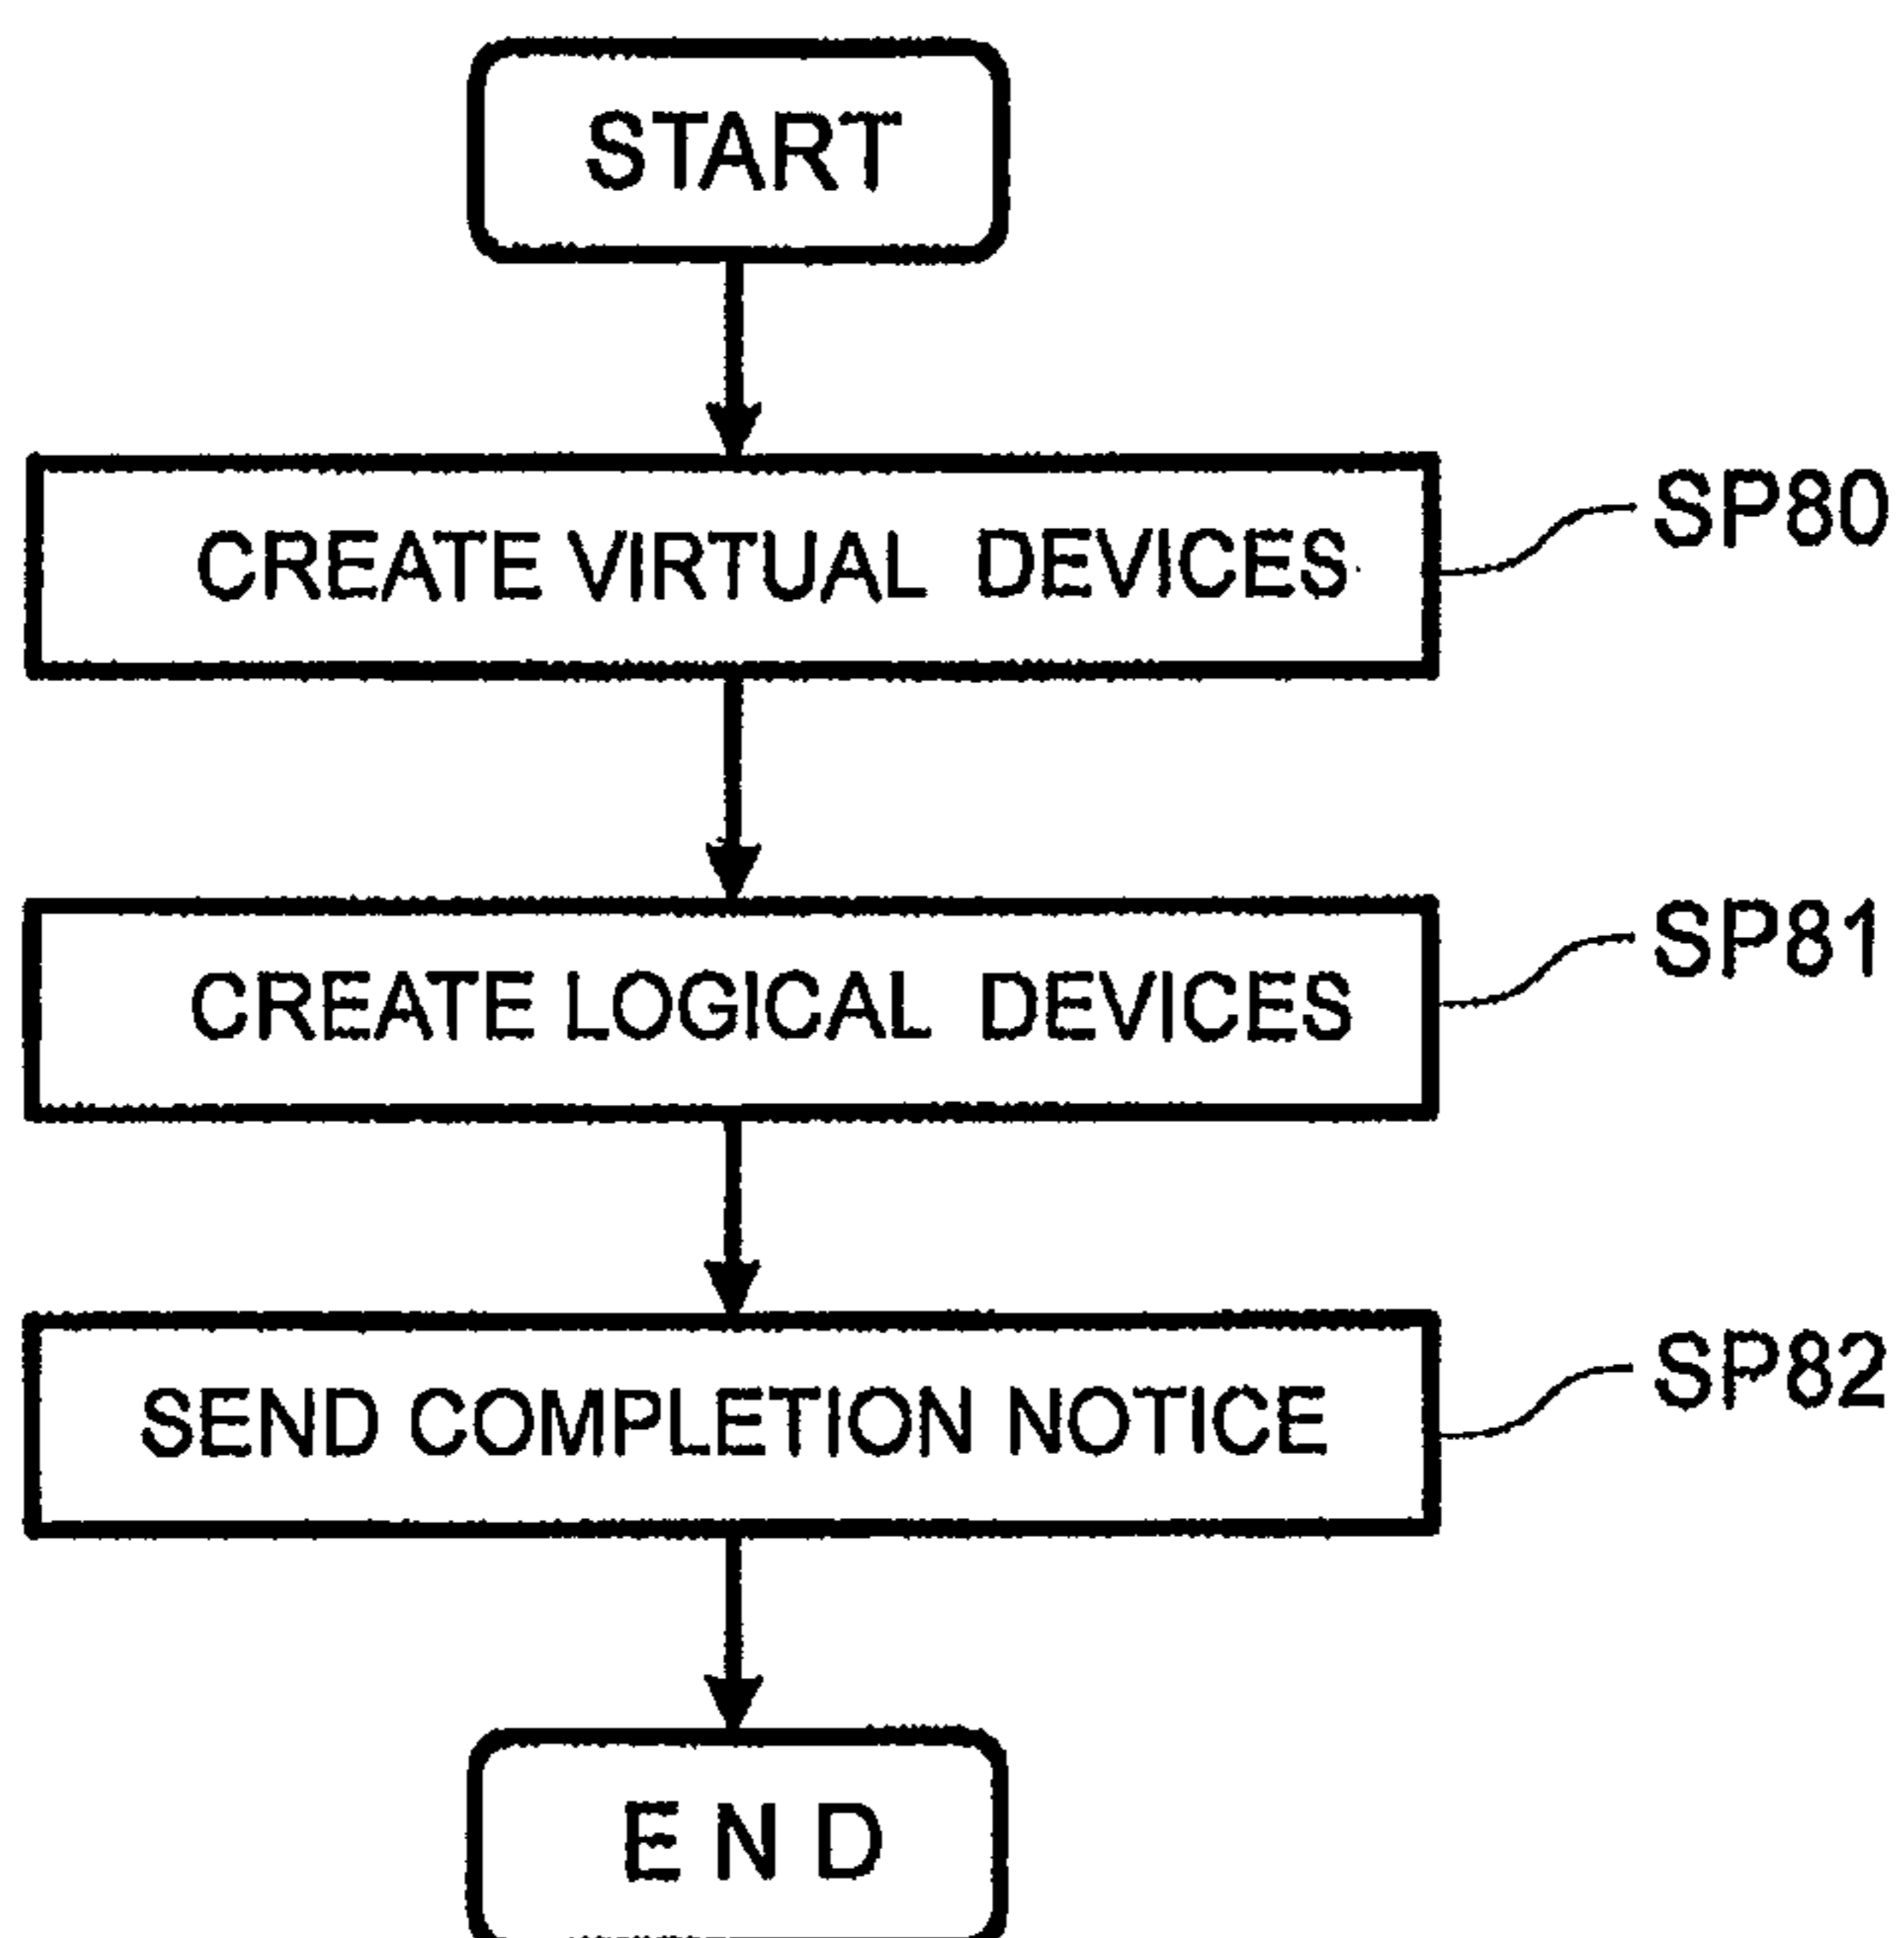 START
CREATE VIRTUAL DEVICES
SP80
CREATE LOGICAL DEVICES
SP81
SEND COMPLETION NOTICE
SP82
END